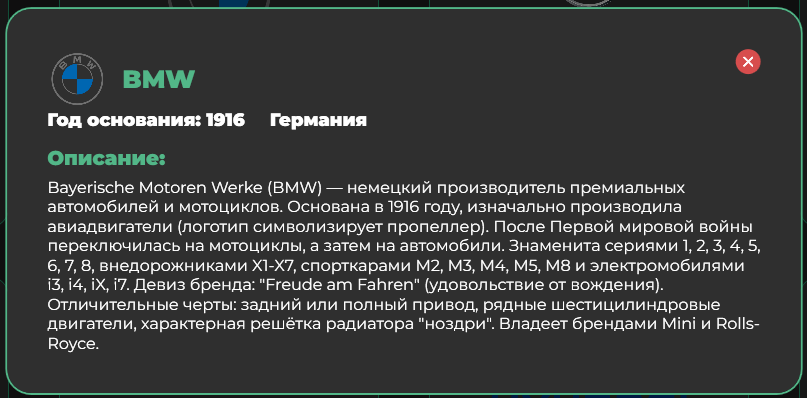 BMW
BMW
Год основания: 1916 Германия
Описание:
Bayerische Motoren Werke (BMW) — немецкий производитель премиальных
автомобилей и мотоциклов. Основана в 1916 году, изначально производила
авиадвигатели (логотип символизирует пропеллер). После Первой мировой войны
переключилась на мотоциклы, а затем на автомобили. Знаменита сериями 1, 2, 3, 4, 5,
6, 7, 8, внедорожниками X1-X7, спорткарами M2, M3, M4, M5, M8 и электромобилями
i3, i4, iX, i7. Девиз бренда: "Freude am Fahren" (удовольствие от вождения).
Отличительные черты: задний или полный привод, рядные шестицилиндровые
двигатели, характерная решётка радиатора "ноздри". Владеет брендами Mini и Rolls-
Royce.